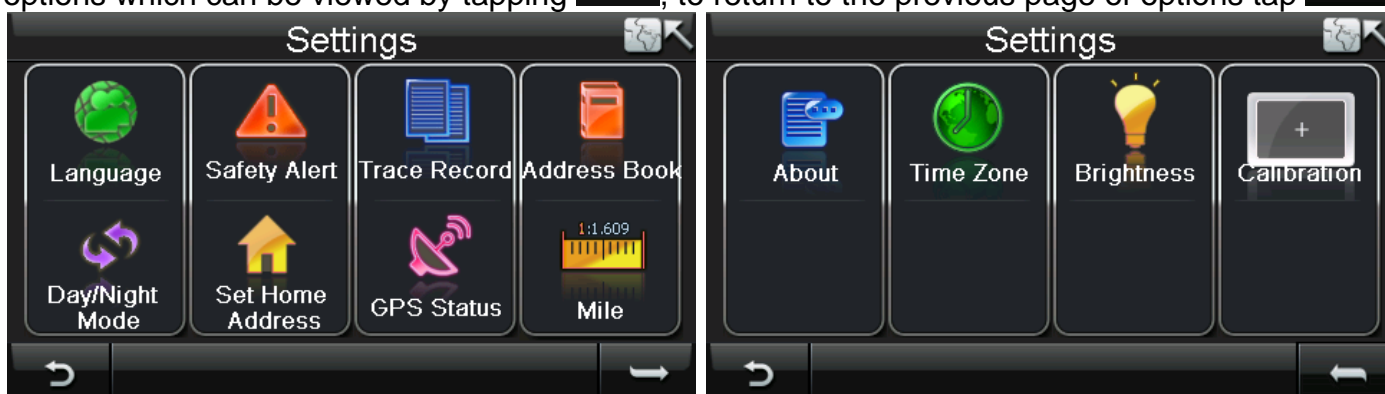 options which can be viewed by tapping , to return to the previous page of options tap
Settings
Language
Safety Alert
Trace Record
Address Book
Day/Night
Mode
Set Home
Address
GPS Status
1:1.609
Mile
Settings
About
Time Zone
Brightness
Calibration